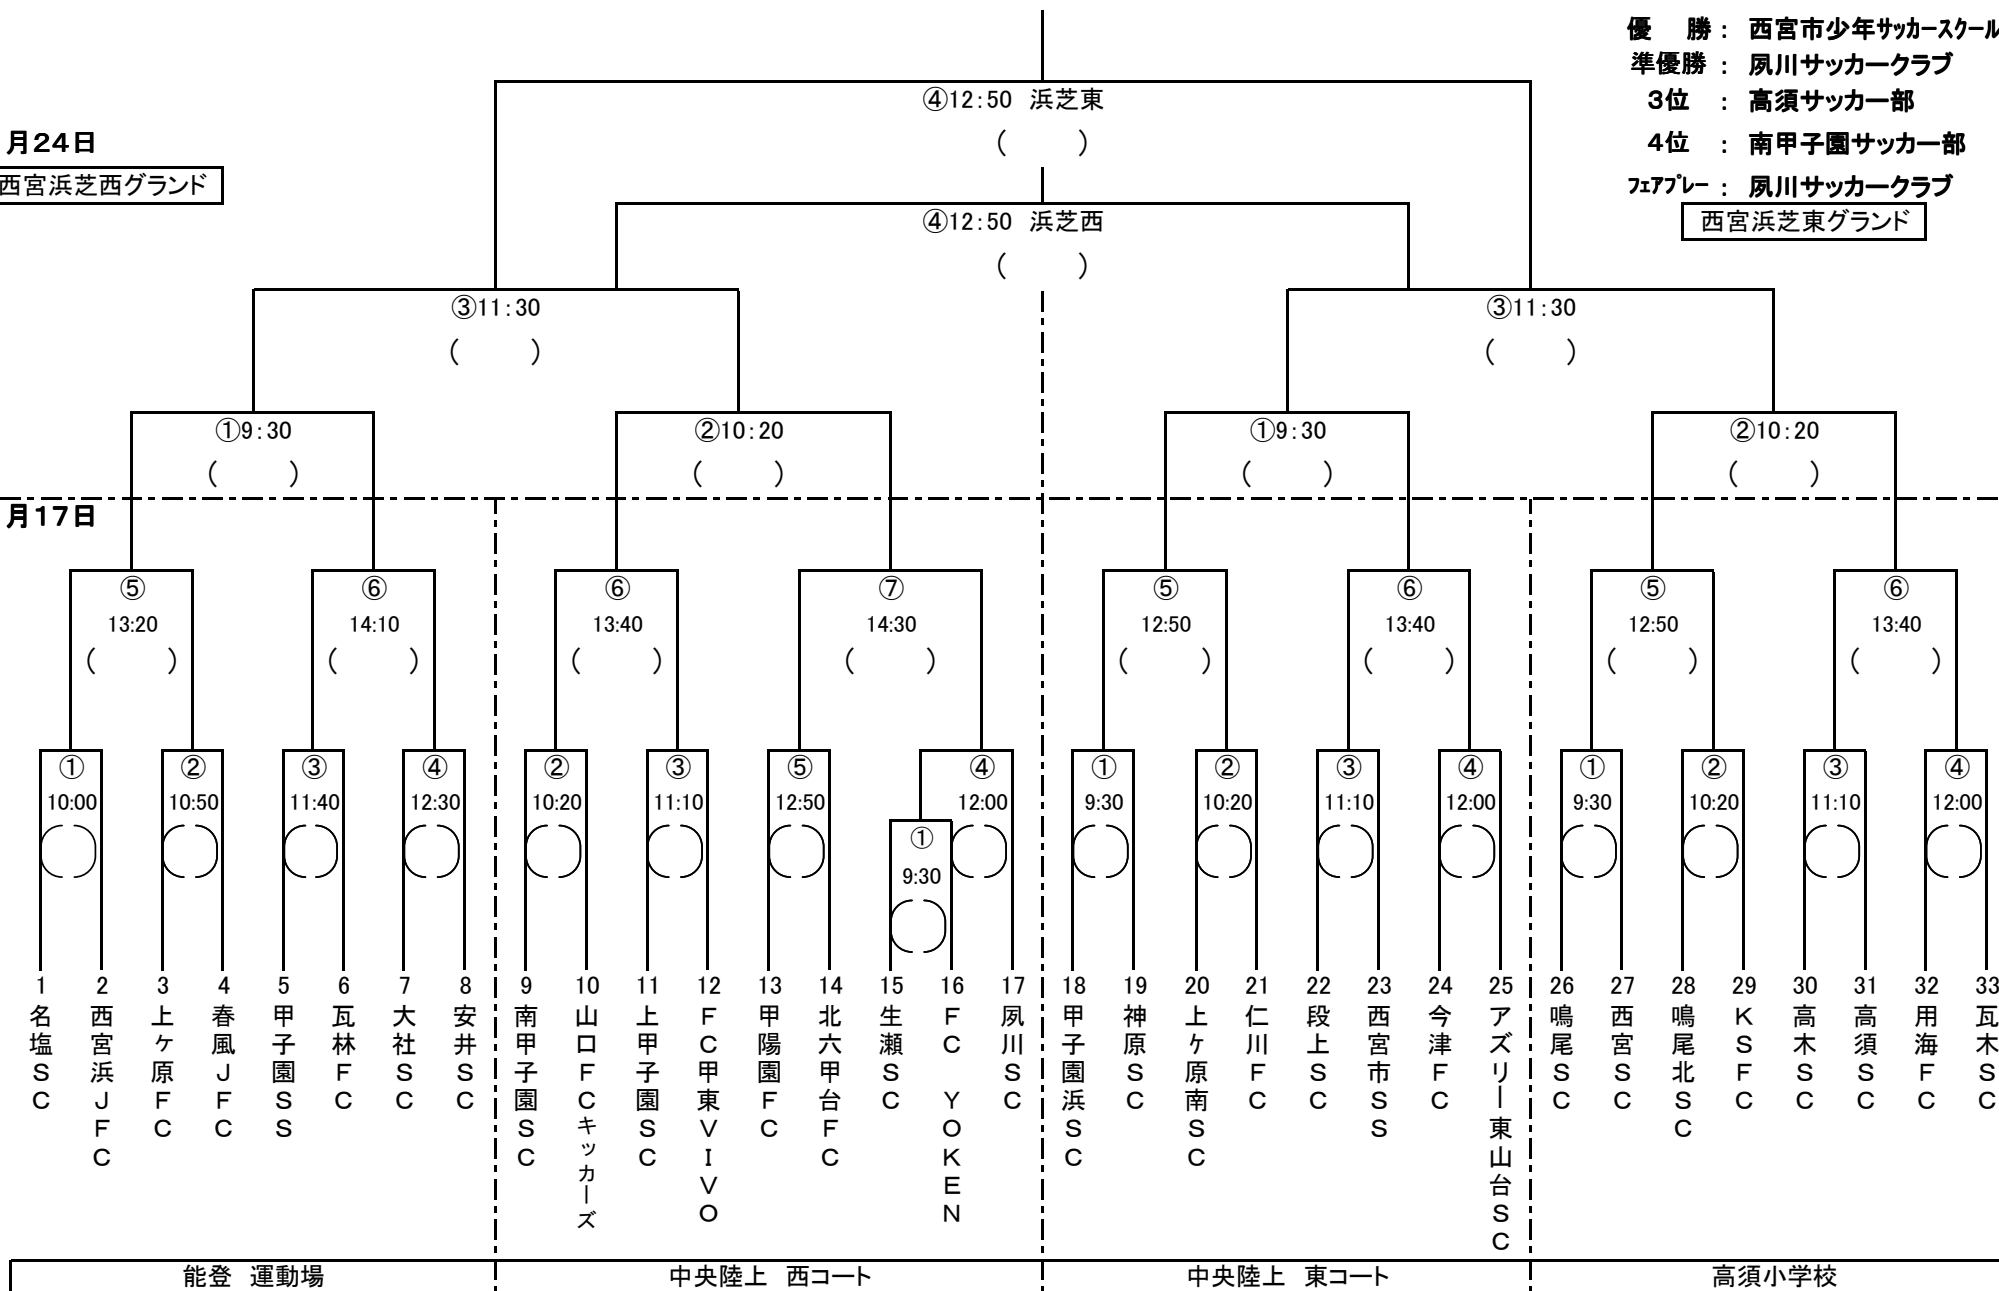 優　勝： 西宮市少年サッカースクール
準優勝： 夙川サッカークラブ
3位： 高須サッカー部
4位： 南甲子園サッカー部
フェアプレー： 夙川サッカークラブ
西宮浜芝東グランド
月24日
西宮浜芝西グランド
④12:50 浜芝東
(　　)
④12:50 浜芝西
(　　)
③11:30 ③11:30
(　　) (　　)
①9:30 ②10:20 ①9:30 ②10:20
(　　) (　　) (　　) (　　)
月17日
⑤ ⑥ ⑥ ⑦ ⑤ ⑥ ⑤ ⑥
13:20 14:10 13:40 14:30 12:50 13:40 12:50 13:40
(　　) (　　) (　　) (　　) (　　) (　　) (　　) (　　)
① ② ③ ④ ② ③ ⑤ ④ ① ② ③ ④ ① ② ③ ④
10:00 10:50 11:40 12:30 10:20 11:10 12:50 12:00 9:30 10:20 11:10 12:00 9:30 10:20 11:10 12:00
①
9:30
1 名塩SC
2 西宮浜JFC
3 上ケ原FC
4 春風JFC
5 甲子園SS
6 瓦林FC
7 大社SC
8 安井SC
9 南甲子園SC
10 山口FCキッカーズ
11 上甲子園SC
12 FC甲東VIVO
13 甲陽園FC
14 北六甲台FC
15 生瀬SC
16 FC YOKEN
17 夙川SC
18 甲子園浜SC
19 神原SC
20 上ケ原南SC
21 仁川FC
22 段上SC
23 西宮市SS
24 今津FC
25 アズリー東山台SC
26 鳴尾SC
27 西宮SC
28 鳴尾北SC
29 KSFC
30 高木SC
31 高須SC
32 用海FC
33 瓦木SC
能登 運動場
中央陸上 西コート
中央陸上 東コート
高須小学校